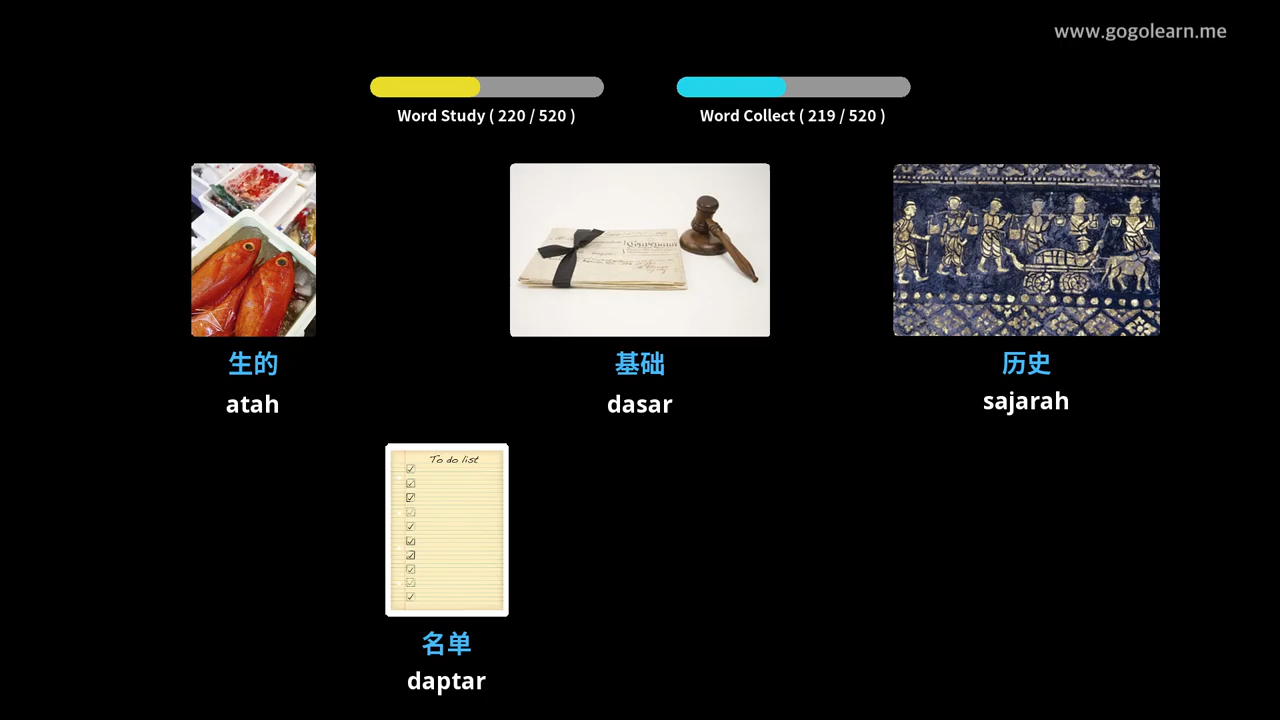 www.gogolearn.me
Word Study ( 220 / 520 )
Word Collect ( 219 / 520 )
生的
atah
基础
dasar
历史
sajarah
To do list
名单
daptar